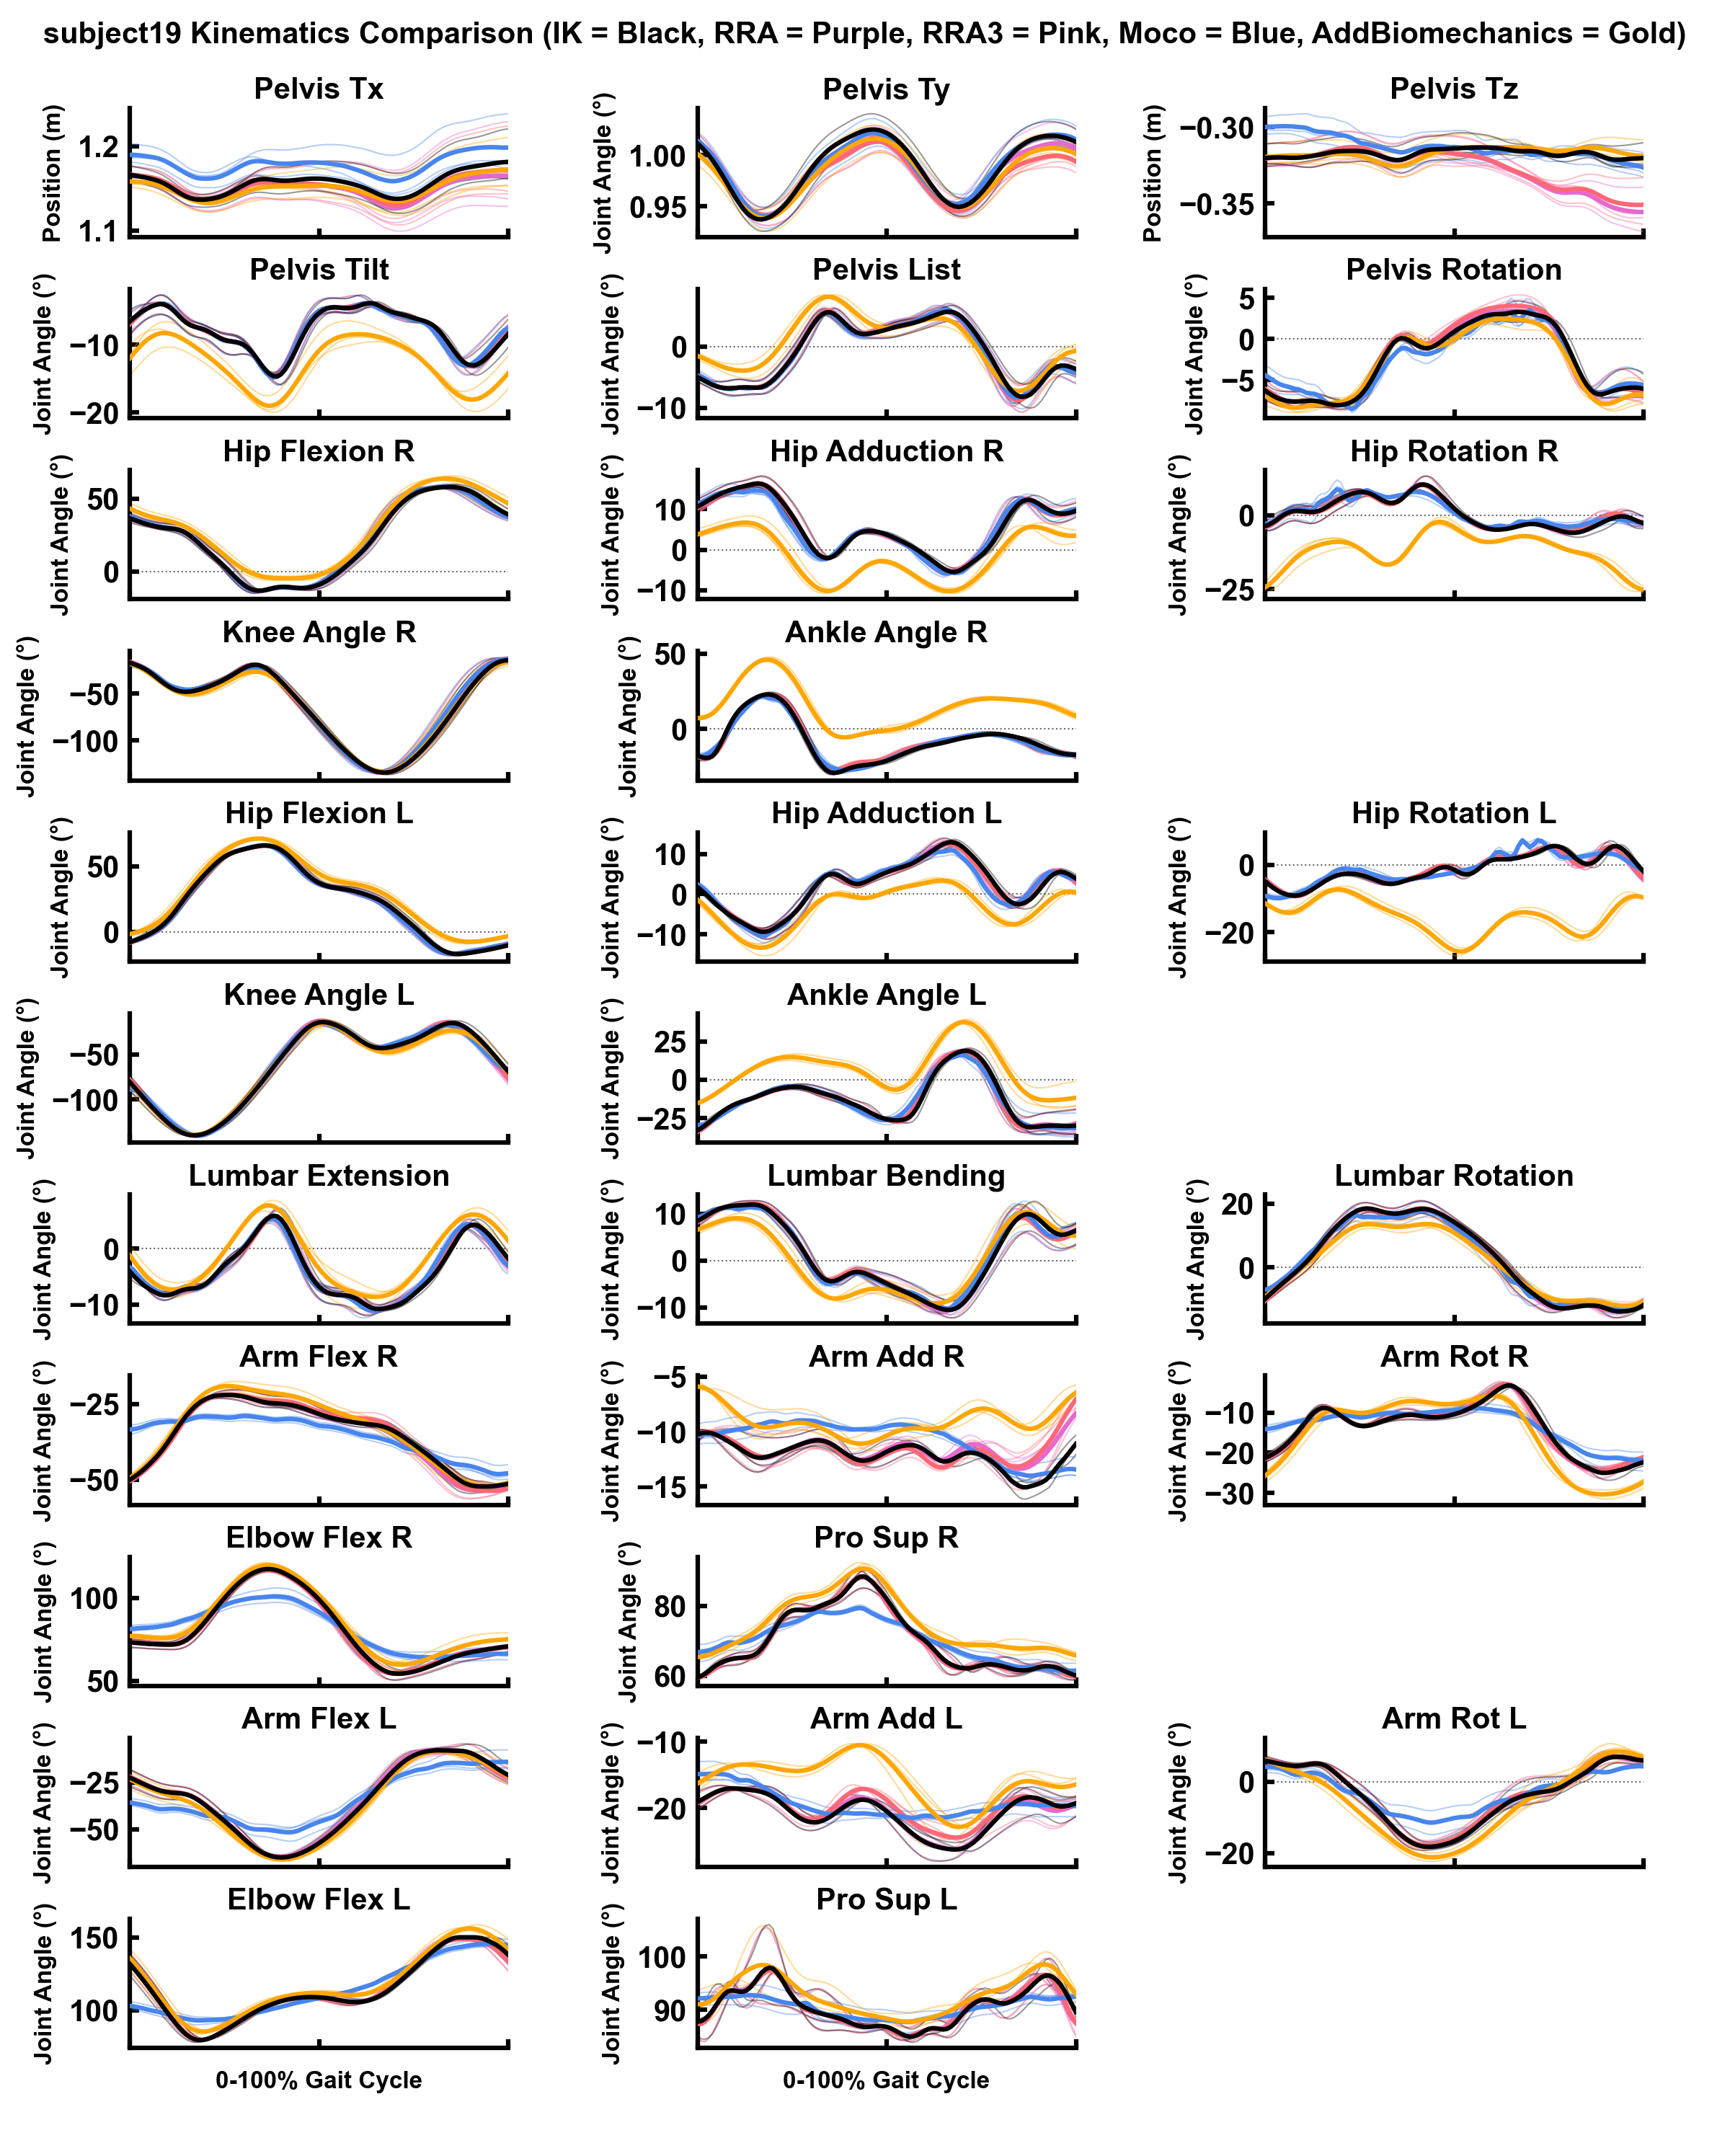 subject19 Kinematics Comparison (IK = Black, RRA = Purple, RRA3 = Pink, Moco = Blue, AddBiomechanics = Gold)
Pelvis Tx
Position (m)
1.2
1.1
Pelvis Ty
Joint Angle (°)
1.00
0.95
Pelvis Tz
Position (m)
−0.30
−0.35
Pelvis Tilt
Joint Angle (°)
−10
−20
Pelvis List
Joint Angle (°)
0
−10
Pelvis Rotation
Joint Angle (°)
5
0
−5
Hip Flexion R
Joint Angle (°)
50
0
Hip Adduction R
Joint Angle (°)
10
0
−10
Hip Rotation R
Joint Angle (°)
0
−25
Knee Angle R
Joint Angle (°)
−50
−100
Ankle Angle R
Joint Angle (°)
50
0
Hip Flexion L
Joint Angle (°)
50
0
Hip Adduction L
Joint Angle (°)
10
0
−10
Hip Rotation L
Joint Angle (°)
0
−20
Knee Angle L
Joint Angle (°)
−50
−100
Ankle Angle L
Joint Angle (°)
25
0
−25
Lumbar Extension
Joint Angle (°)
0
−10
Lumbar Bending
Joint Angle (°)
10
0
−10
Lumbar Rotation
Joint Angle (°)
20
0
Arm Flex R
Joint Angle (°)
−25
−50
Arm Add R
Joint Angle (°)
−5
−10
−15
Arm Rot R
Joint Angle (°)
−10
−20
−30
Elbow Flex R
Joint Angle (°)
100
50
Pro Sup R
Joint Angle (°)
80
60
Arm Flex L
Joint Angle (°)
−25
−50
Arm Add L
Joint Angle (°)
−10
−20
Arm Rot L
Joint Angle (°)
0
−20
Elbow Flex L
Joint Angle (°)
150
100
0-100% Gait Cycle
Pro Sup L
Joint Angle (°)
100
90
0-100% Gait Cycle